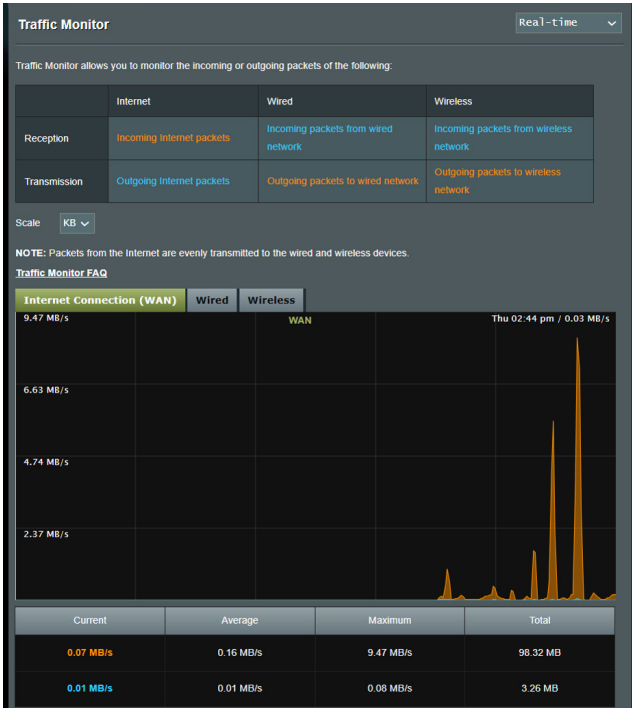 Traffic Monitor
Real-time
Traffic Monitor allows you to monitor the incoming or outgoing packets of the following:
Internet Wired Wireless
Reception Incoming Internet packets Incoming packets from wired network Incoming packets from wireless network
Transmission Outgoing Internet packets Outgoing packets to wired network Outgoing packets to wireless network
Scale KB
NOTE: Packets from the Internet are evenly transmitted to the wired and wireless devices.
Traffic Monitor FAQ
Internet Connection (WAN) Wired Wireless
9.47 MB/s WAN Thu 02:44 pm / 0.03 MB/s
6.63 MB/s
4.74 MB/s
2.37 MB/s
Current Average Maximum Total
0.07 MB/s 0.16 MB/s 9.47 MB/s 98.32 MB
0.01 MB/s 0.01 MB/s 0.08 MB/s 3.26 MB